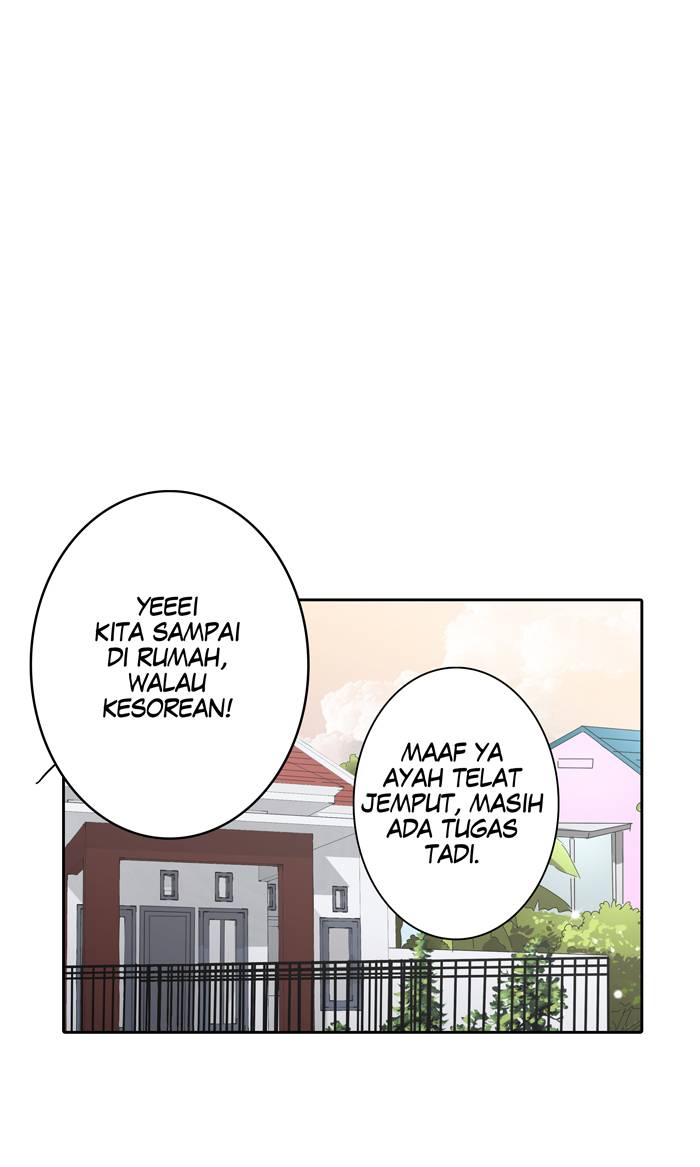 YEEEI
KITA SAMPAI
DI RUMAH,
WALAU
KESOREAN!
MAAF YA
AYAH TELAT
JEMPUT, MASIH
ADA TUGAS
TADI.